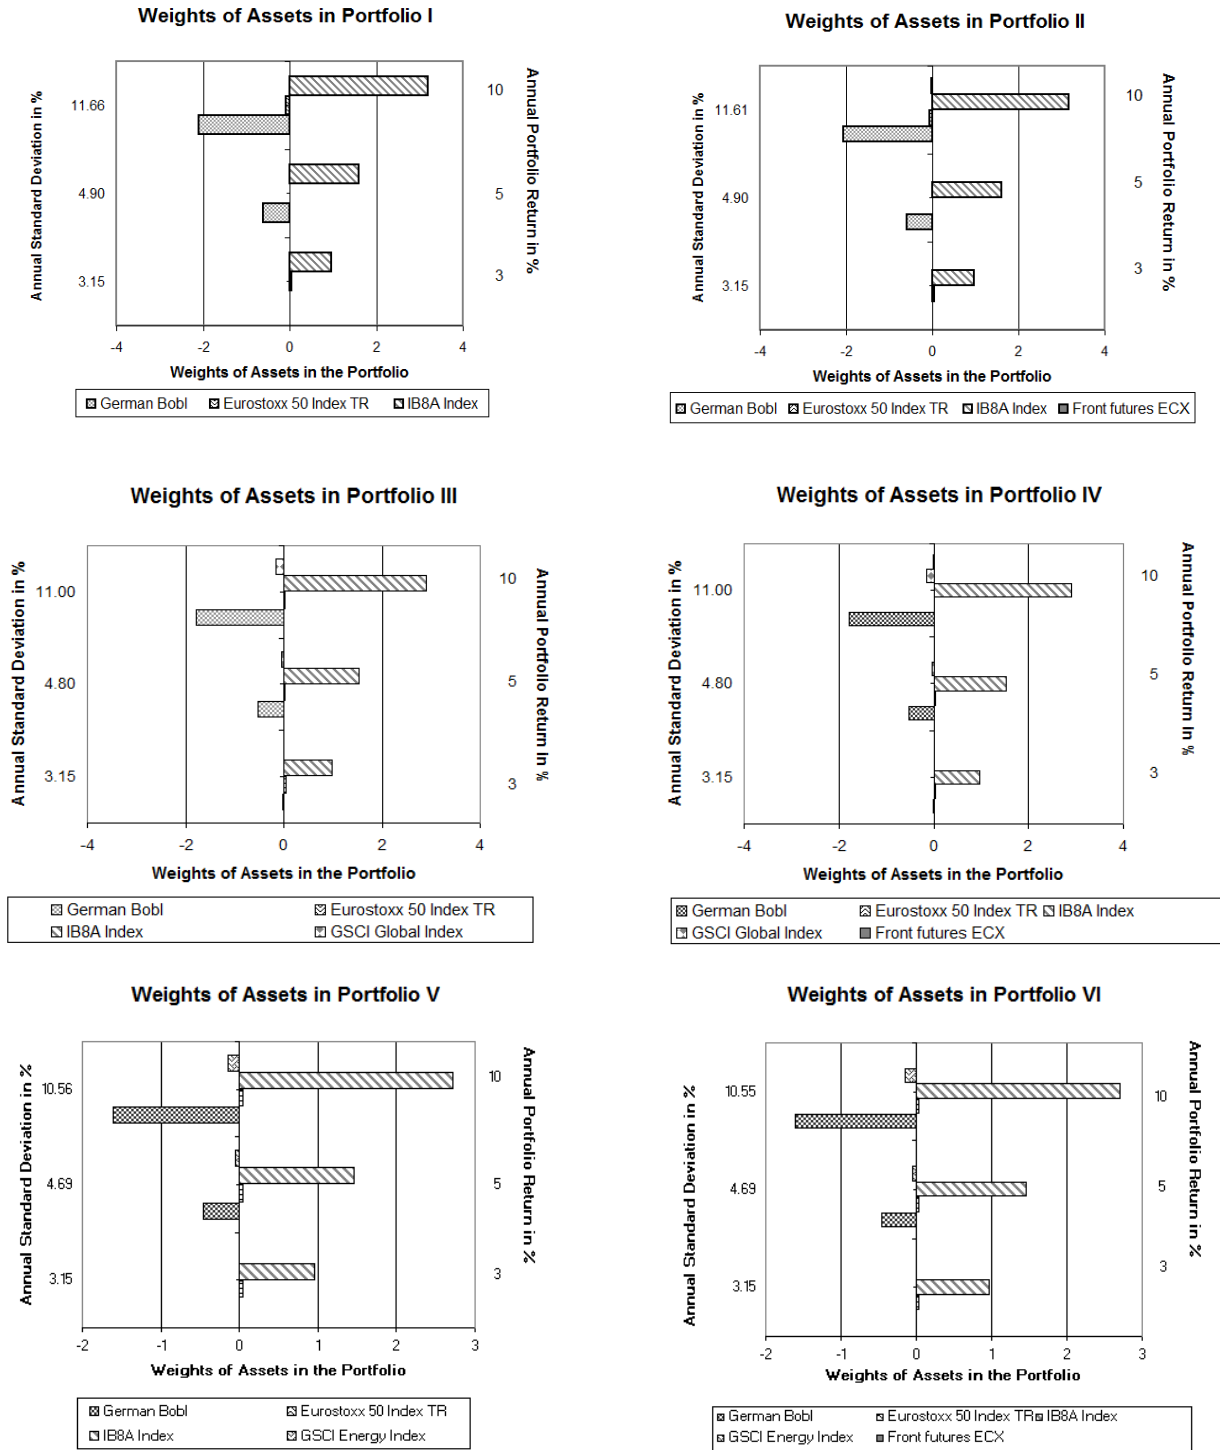 Weights of Assets in Portfolio I
Annual Standard Deviation in %
11.66
4.90
3.15
10
5
3
Annual Portfolio Return in %
-4 -2 0 2 4
Weights of Assets in the Portfolio
German Bobl Eurostoxx 50 Index TR IB8A Index
Weights of Assets in Portfolio II
Annual Standard Deviation in %
11.61
4.90
3.15
10
5
3
Annual Portfolio Return in %
-4 -2 0 2 4
Weights of Assets in the Portfolio
German Bobl Eurostoxx 50 Index TR IB8A Index Front futures ECX
Weights of Assets in Portfolio III
Annual Standard Deviation in %
11.00
4.80
3.15
10
5
3
Annual Portfolio Return In %
-4 -2 0 2 4
Weights of Assets in the Portfolio
German Bobl Eurostoxx 50 Index TR
IB8A Index GSCI Global Index
Weights of Assets in Portfolio IV
Annual Standard Deviation in %
11.00
4.80
3.15
10
5
3
Annual Portfolio Return In %
-4 -2 0 2 4
Weights of Assets in the Portfolio
German Bobl Eurostoxx 50 Index TR IB8A Index
GSCI Global Index Front futures ECX
Weights of Assets in Portfolio V
Annual Standard Deviation in %
10.56
4.69
3.15
10
5
3
Annual Portfolio Return in %
-2 -1 0 1 2 3
Weights of Assets in the Portfolio
German Bobl Eurostoxx 50 Index TR
IB8A Index GSCI Energy Index
Weights of Assets in Portfolio VI
Annual Standard Deviation in %
10.55
4.69
3.15
10
5
3
Annual Portfolio Return in %
-2 -1 0 1 2 3
Weights of Assets in the Portfolio
German Bobl Eurostoxx 50 Index TR IB8A Index
GSCI Energy Index Front futures ECX